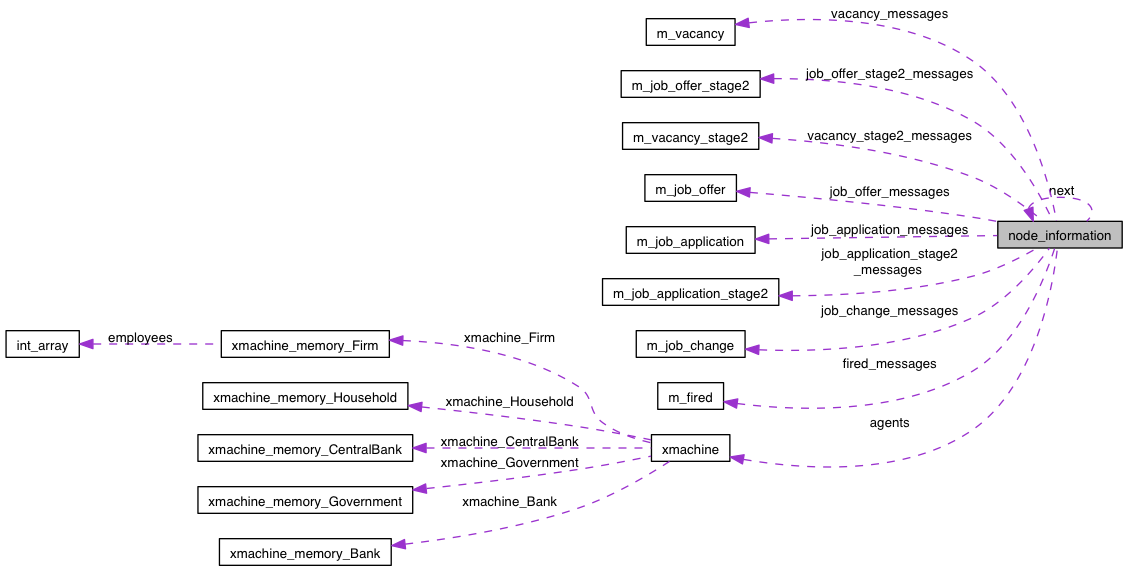 vacancy_messages
m_vacancy
job_offer_stage2_messages
m_job_offer_stage2
vacancy_stage2_messages
m_vacancy_stage2
next
m_job_offer
job_offer_messages
node_information
m_job_application
job_application_messages
job_application_stage2
_messages
m_job_application_stage2
job_change_messages
int_array
employees
xmachine_memory_Firm
xmachine_Firm
m_job_change
fired_messages
xmachine_memory_Household
xmachine_Household
m_fired
agents
xmachine_memory_CentralBank
xmachine_CentralBank
xmachine
xmachine_Government
xmachine_memory_Government
xmachine_Bank
xmachine_memory_Bank